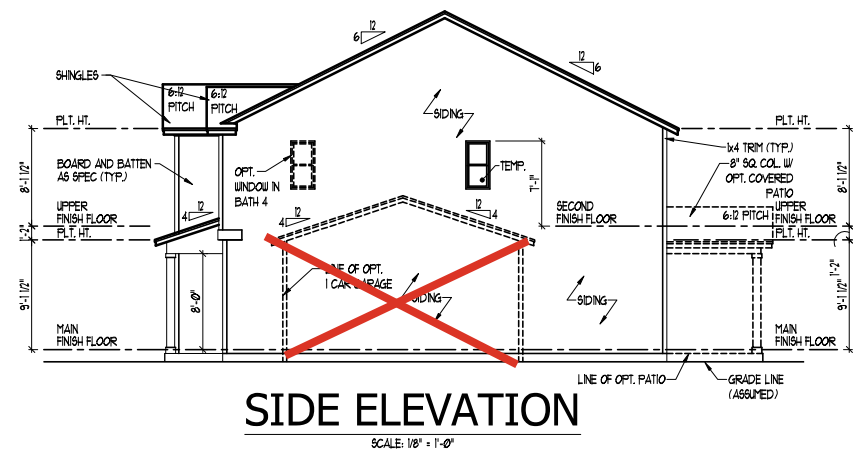 12
6
12
6
SHINGLES
6:12
PITCH
6:12
PITCH
PLT. HT.
PLT. HT.
SIDING
1x4 TRIM (TYP.)
8" SQ. COL. W/
OPT. COVERED
PATIO
BOARD AND BATTEN
AS SPEC (TYP.)
OPT.
WINDOW IN
BATH 4
TEMP.
8'-1 1/2"
8'-1 1/2"
UPPER
FINISH FLOOR
12
4
12
4
12
4
SECOND
FINISH FLOOR
6:12 PITCH
UPPER
FINISH FLOOR
1'-2"
PLT. HT.
PLT. HT.
1'-2"
LINE OF OPT.
1 CAR GARAGE
SIDING
SIDING
9'-1 1/2"
8'-0"
9'-1 1/2"
MAIN
FINISH FLOOR
MAIN
FINISH FLOOR
LINE OF OPT. PATIO
GRADE LINE
(ASSUMED)
SIDE ELEVATION
SCALE: 1/8" = 1'-0"